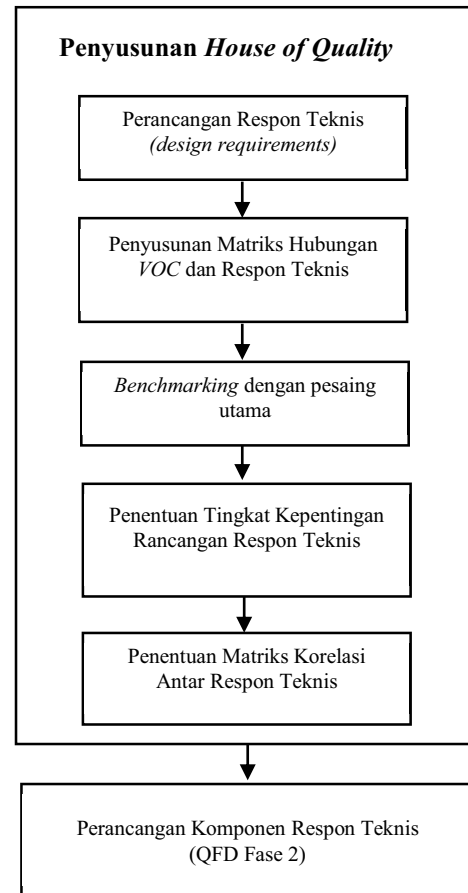 Penyusunan House of Quality
Perancangan Respon Teknis
(design requirements)
Penyusunan Matriks Hubungan
VOC dan Respon Teknis
Benchmarking dengan pesaing
utama
Penentuan Tingkat Kepentingan
Rancangan Respon Teknis
Penentuan Matriks Korelasi
Antar Respon Teknis
Perancangan Komponen Respon Teknis
(QFD Fase 2)